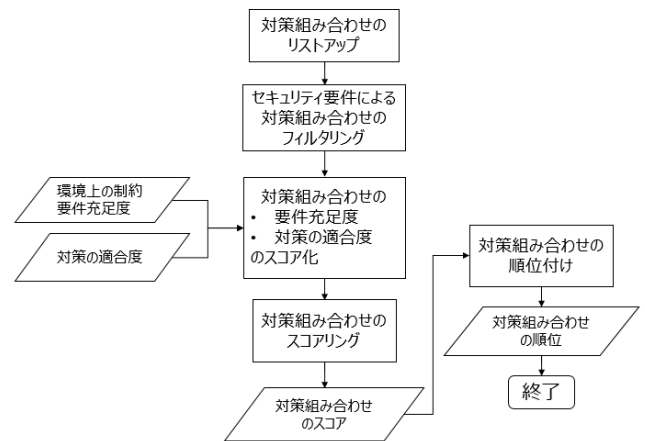 対策組み合わせの
リストアップ
セキュリティ要件による
対策組み合わせの
フィルタリング
環境上の制約
要件充足度
対策の適合度
対策組み合わせの
• 要件充足度
• 対策の適合度
のスコア化
対策組み合わせの
スコアリング
対策組み合わせ
のスコア
対策組み合わせの
順位付け
対策組み合わせ
の順位
終了